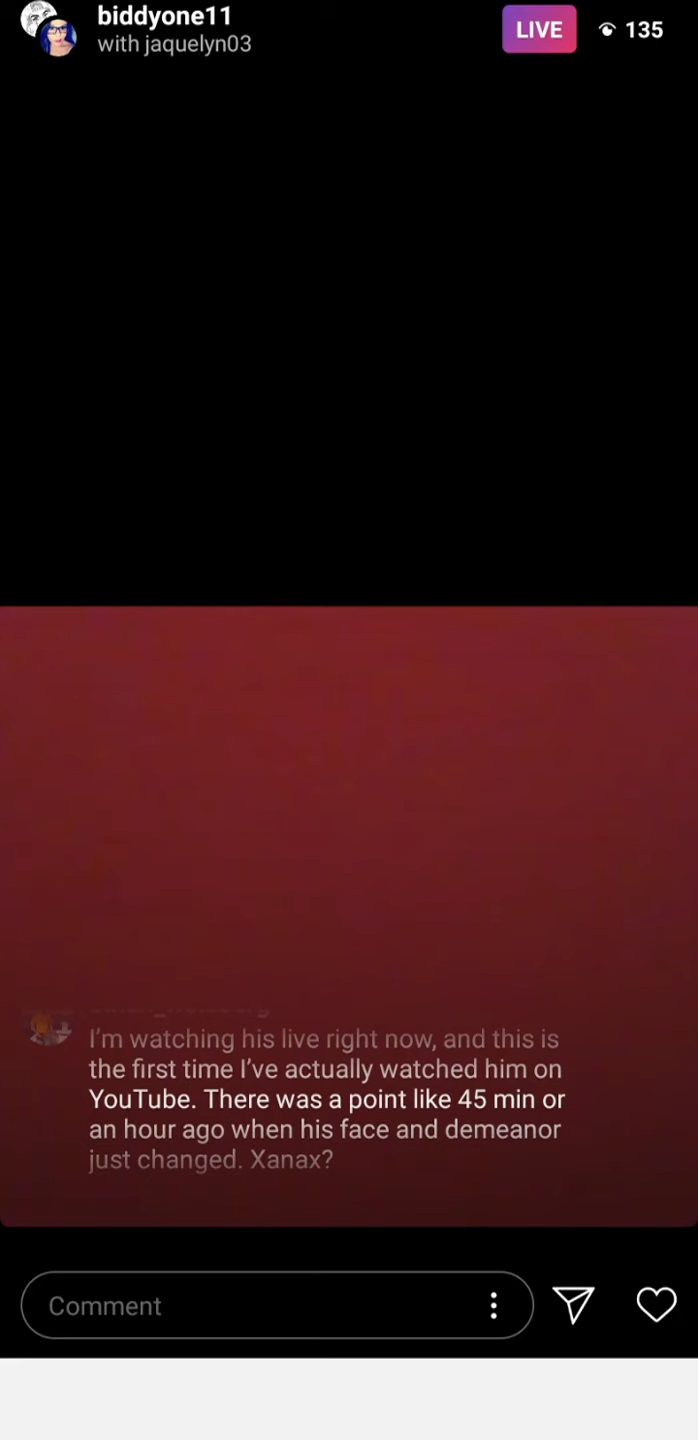 biddyone11
with jaquelyn03
LIVE
135
I'm watching his live right now, and this is
the first time I've actually watched him on
YouTube. There was a point like 45 min or
an hour ago when his face and demeanor
just changed. Xanax?
Comment